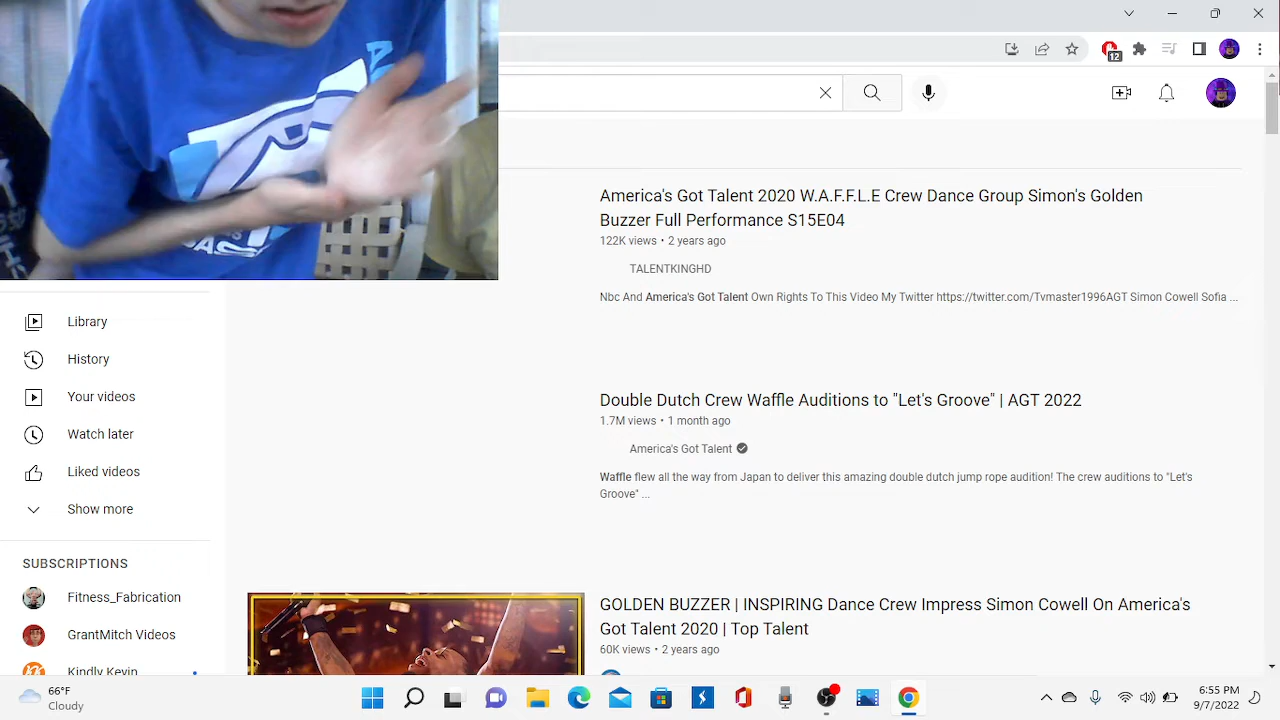 12
America's Got Talent 2020 W.A.F.F.L.E Crew Dance Group Simon's Golden
Buzzer Full Performance S15E04
122K views • 2 years ago
TALENTKINGHD
Nbc And America's Got Talent Own Rights To This Video My Twitter https://twitter.com/Tvmaster1996AGT Simon Cowell Sofia ...
Library
History
Your videos
Watch later
Liked videos
Show more
SUBSCRIPTIONS
Fitness_Fabrication
GrantMitch Videos
Kindly Kevin
Double Dutch Crew Waffle Auditions to "Let's Groove" | AGT 2022
1.7M views • 1 month ago
America's Got Talent
Waffle flew all the way from Japan to deliver this amazing double dutch jump rope audition! The crew auditions to "Let's
Groove" ...
GOLDEN BUZZER | INSPIRING Dance Crew Impress Simon Cowell On America's
Got Talent 2020 | Top Talent
60K views • 2 years ago
66°F
Cloudy
6:55 PM
9/7/2022